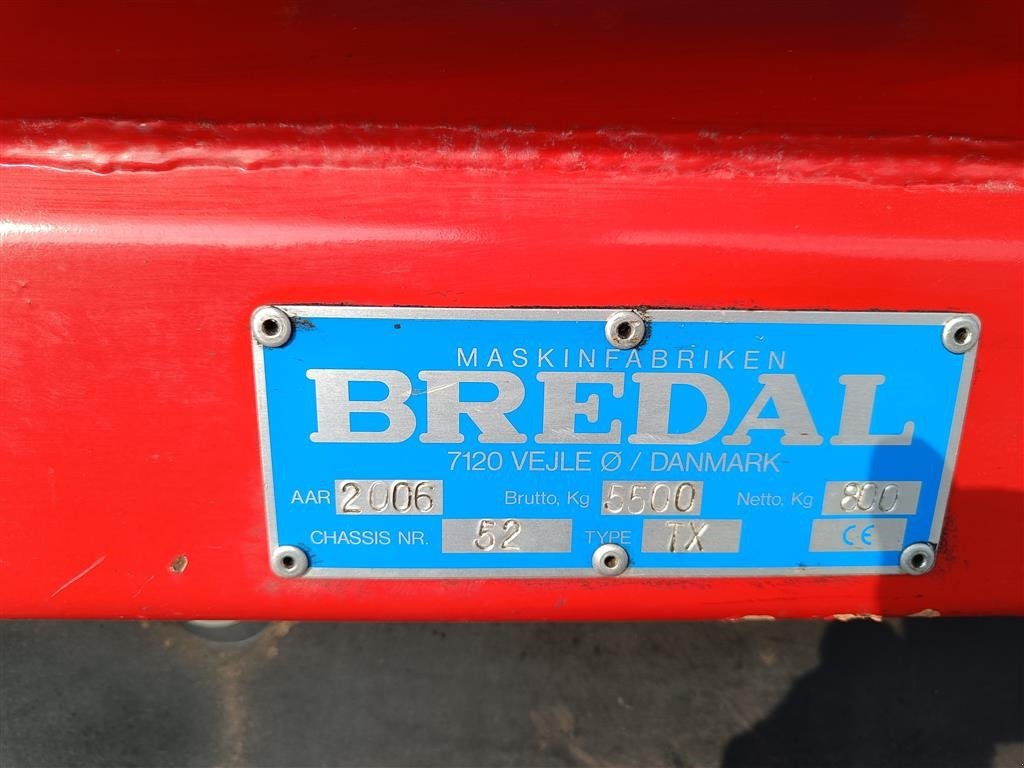 MASKINFABRIKEN
BREDAL
7120 VEJLE Ø / DANMARK
AAR 2006 Brutto, Kg 5500 Netto, Kg 800
CHASSIS NR. 52 TYPE TX CE